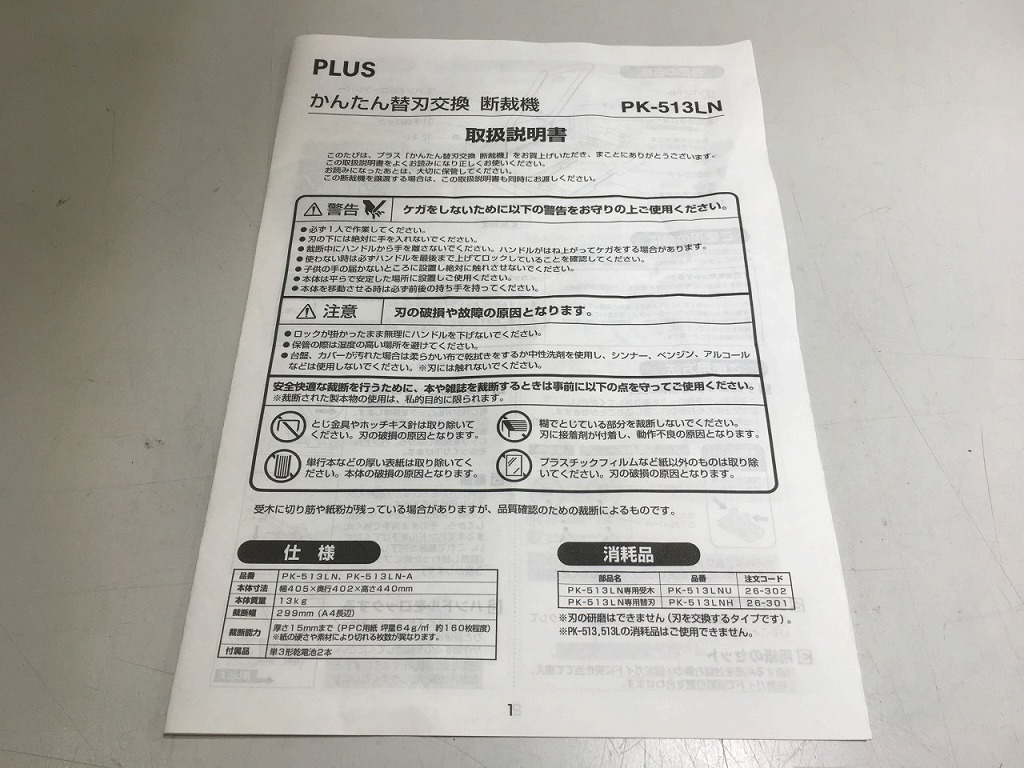 PLUS
かんたん替刃交換 断裁機 PK-513LN
取扱説明書
このたびは、プラス「かんたん替刃交換 断裁機」をお買上げいただき、まことにありがとうございます。
この取扱説明書をよくお読みになり正しくお使いください。
お読みになったあとは、大切に保管してください。
この断裁機を譲渡する場合は、この取扱説明書も同時にお渡しください。
警告 ケガをしないために以下の警告をお守りの上ご使用ください。
●必ず1人で作業してください。
●刃の下には絶対に手を入れないでください。
●裁断中にハンドルから手を離さないでください。ハンドルがはね上がってケガをする場合があります。
●使わない時は必ずハンドルを最後まで上げてロックしていることを確認してください。
●子供の手の届かないところに設置し絶対に触れさせないでください。
●本体は平らで安定した場所に設置しご使用ください。
●本体を移動させる時は必ず前後の持ち手を持ってください。
注意 刃の破損や故障の原因となります。
●ロックが掛かったまま無理にハンドルを下げないでください。
●保管の際は湿度の高い場所を避けてください。
●台盤、カバーが汚れた場合は柔らかい布で乾拭きをするか中性洗剤を使用し、シンナー、ベンジン、アルコール
などは使用しないでください。※刃には触れないでください。
安全快適な裁断を行うために、本や雑誌を裁断するときは事前に以下の点を守ってご使用ください。
※裁断された製本物の使用は、私的目的に限られます。
とじ金具やホッチキス針は取り除いて
ください。刃の破損の原因となります。
糊でとじている部分を裁断しないでください。
刃に接着剤が付着し、動作不良の原因となります。
単行本などの厚い表紙は取り除いてく
ださい。本体の破損の原因となります。
プラスチックフィルムなど紙以外のものは取り除
いてください。刃の破損の原因となります。
受木に切り筋や紙粉が残っている場合がありますが、品質確認のための裁断によるものです。
仕様
品番 PK-513LN、PK-513LN-A
本体寸法 幅405×奥行402×高さ440mm
本体質量 13kg
裁断幅 299mm（A4長辺）
裁断能力 厚さ15mmまで（PPC用紙 坪量64g/㎡ 約160枚程度）
※紙の硬さや素材により切れる枚数が異なります。
付属品 単3形乾電池2本
消耗品
部品名 品番 注文コード
PK-513LN専用受木 PK-513LNU 26-302
PK-513LN専用替刃 PK-513LNH 26-301
※刃の研磨はできません（刃を交換するタイプです）。
※PK-513,513Lの消耗品はご使用できません。
1